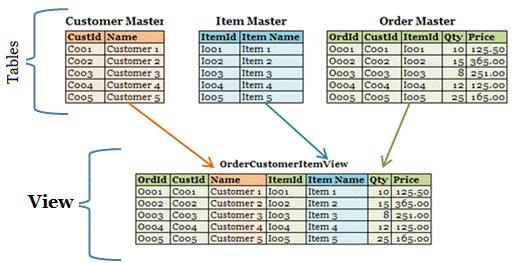 Customer Master Item Master Order Master
CustId Name ItemId Item Name OrdId CustId ItemId Qty Price
C001 Customer 1 I001 Item 1 O001 C001 I001 10 125.50
C002 Customer 2 I002 Item 2 O002 C002 I002 15 365.00
C003 Customer 3 I003 Item 3 O003 C003 I003 8 251.00
C004 Customer 4 I004 Item 4 O004 C004 I004 12 125.00
C005 Customer 5 I005 Item 5 O005 C005 I005 25 165.00
Tables
OrderCustomerItemView
OrdId CustId Name ItemId Item Name Qty Price
O001 C001 Customer 1 I001 Item 1 10 125.50
O002 C002 Customer 2 I002 Item 2 15 365.00
O003 C003 Customer 3 I003 Item 3 8 251.00
O004 C004 Customer 4 I004 Item 4 12 125.00
O005 C005 Customer 5 I005 Item 5 25 165.00
View